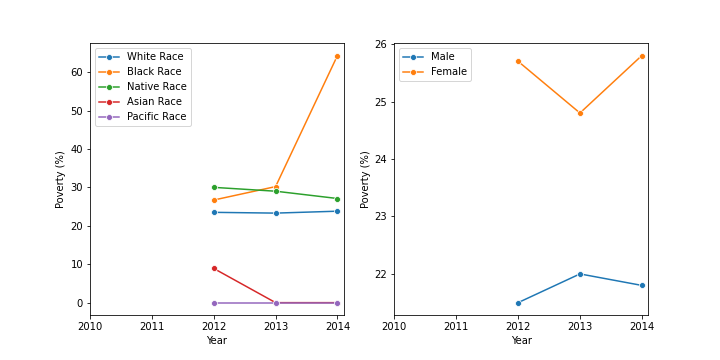 White Race
Black Race
Native Race
Asian Race
Pacific Race
60
50
40
30
20
10
0
Poverty (%)
2010 2011 2012 2013 2014
Year
Male
Female
26
25
24
23
22
Poverty (%)
2010 2011 2012 2013 2014
Year